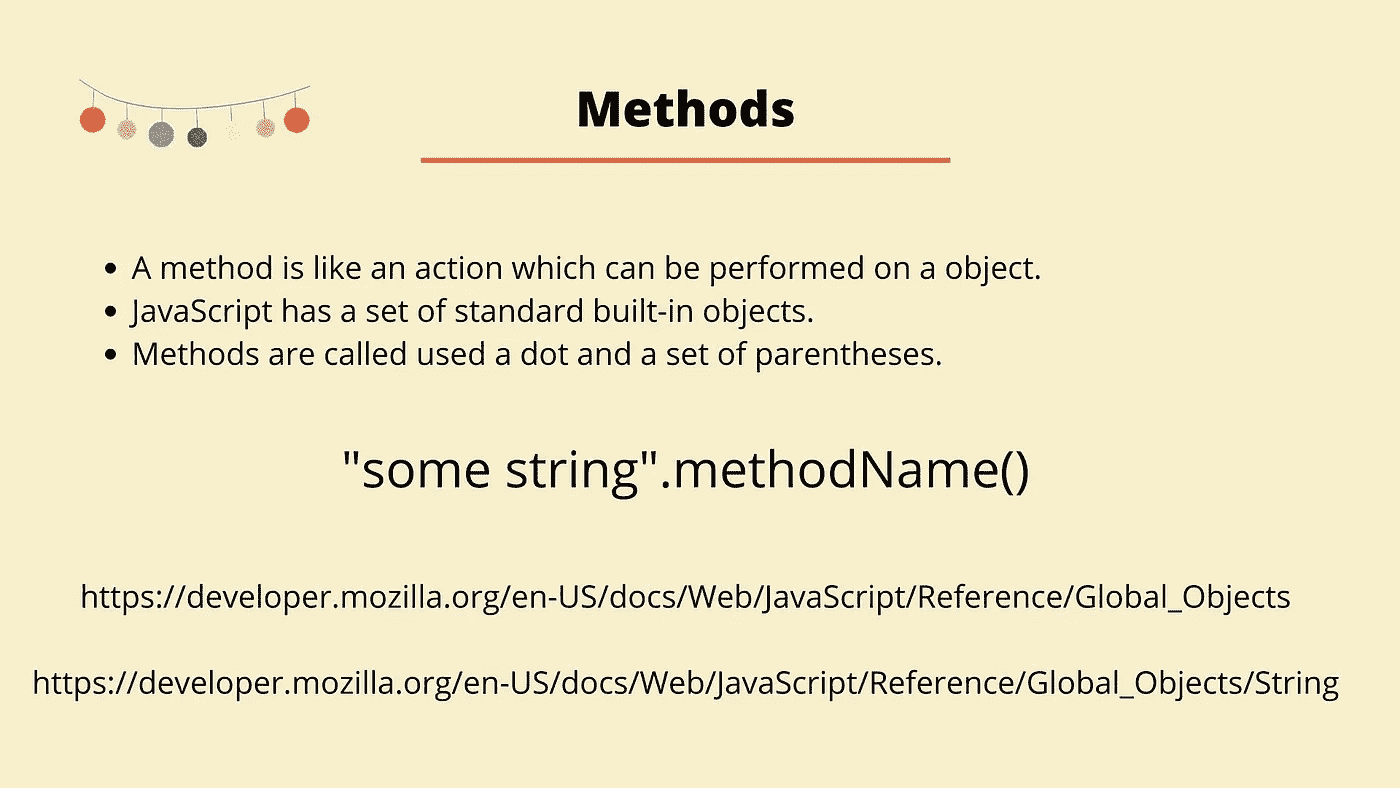 Methods
• A method is like an action which can be performed on a object.
• JavaScript has a set of standard built-in objects.
• Methods are called used a dot and a set of parentheses.
"some string".methodName()
https://developer.mozilla.org/en-US/docs/Web/JavaScript/Reference/Global_Objects
https://developer.mozilla.org/en-US/docs/Web/JavaScript/Reference/Global_Objects/String